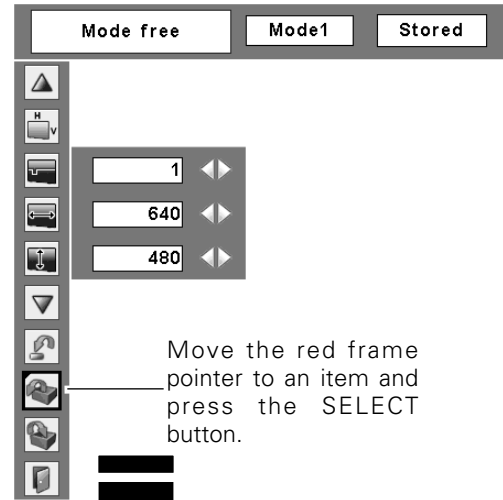 Mode free Mode1 Stored
H
V
1
640
480
Move the red frame
pointer to an item and
press the SELECT
button.